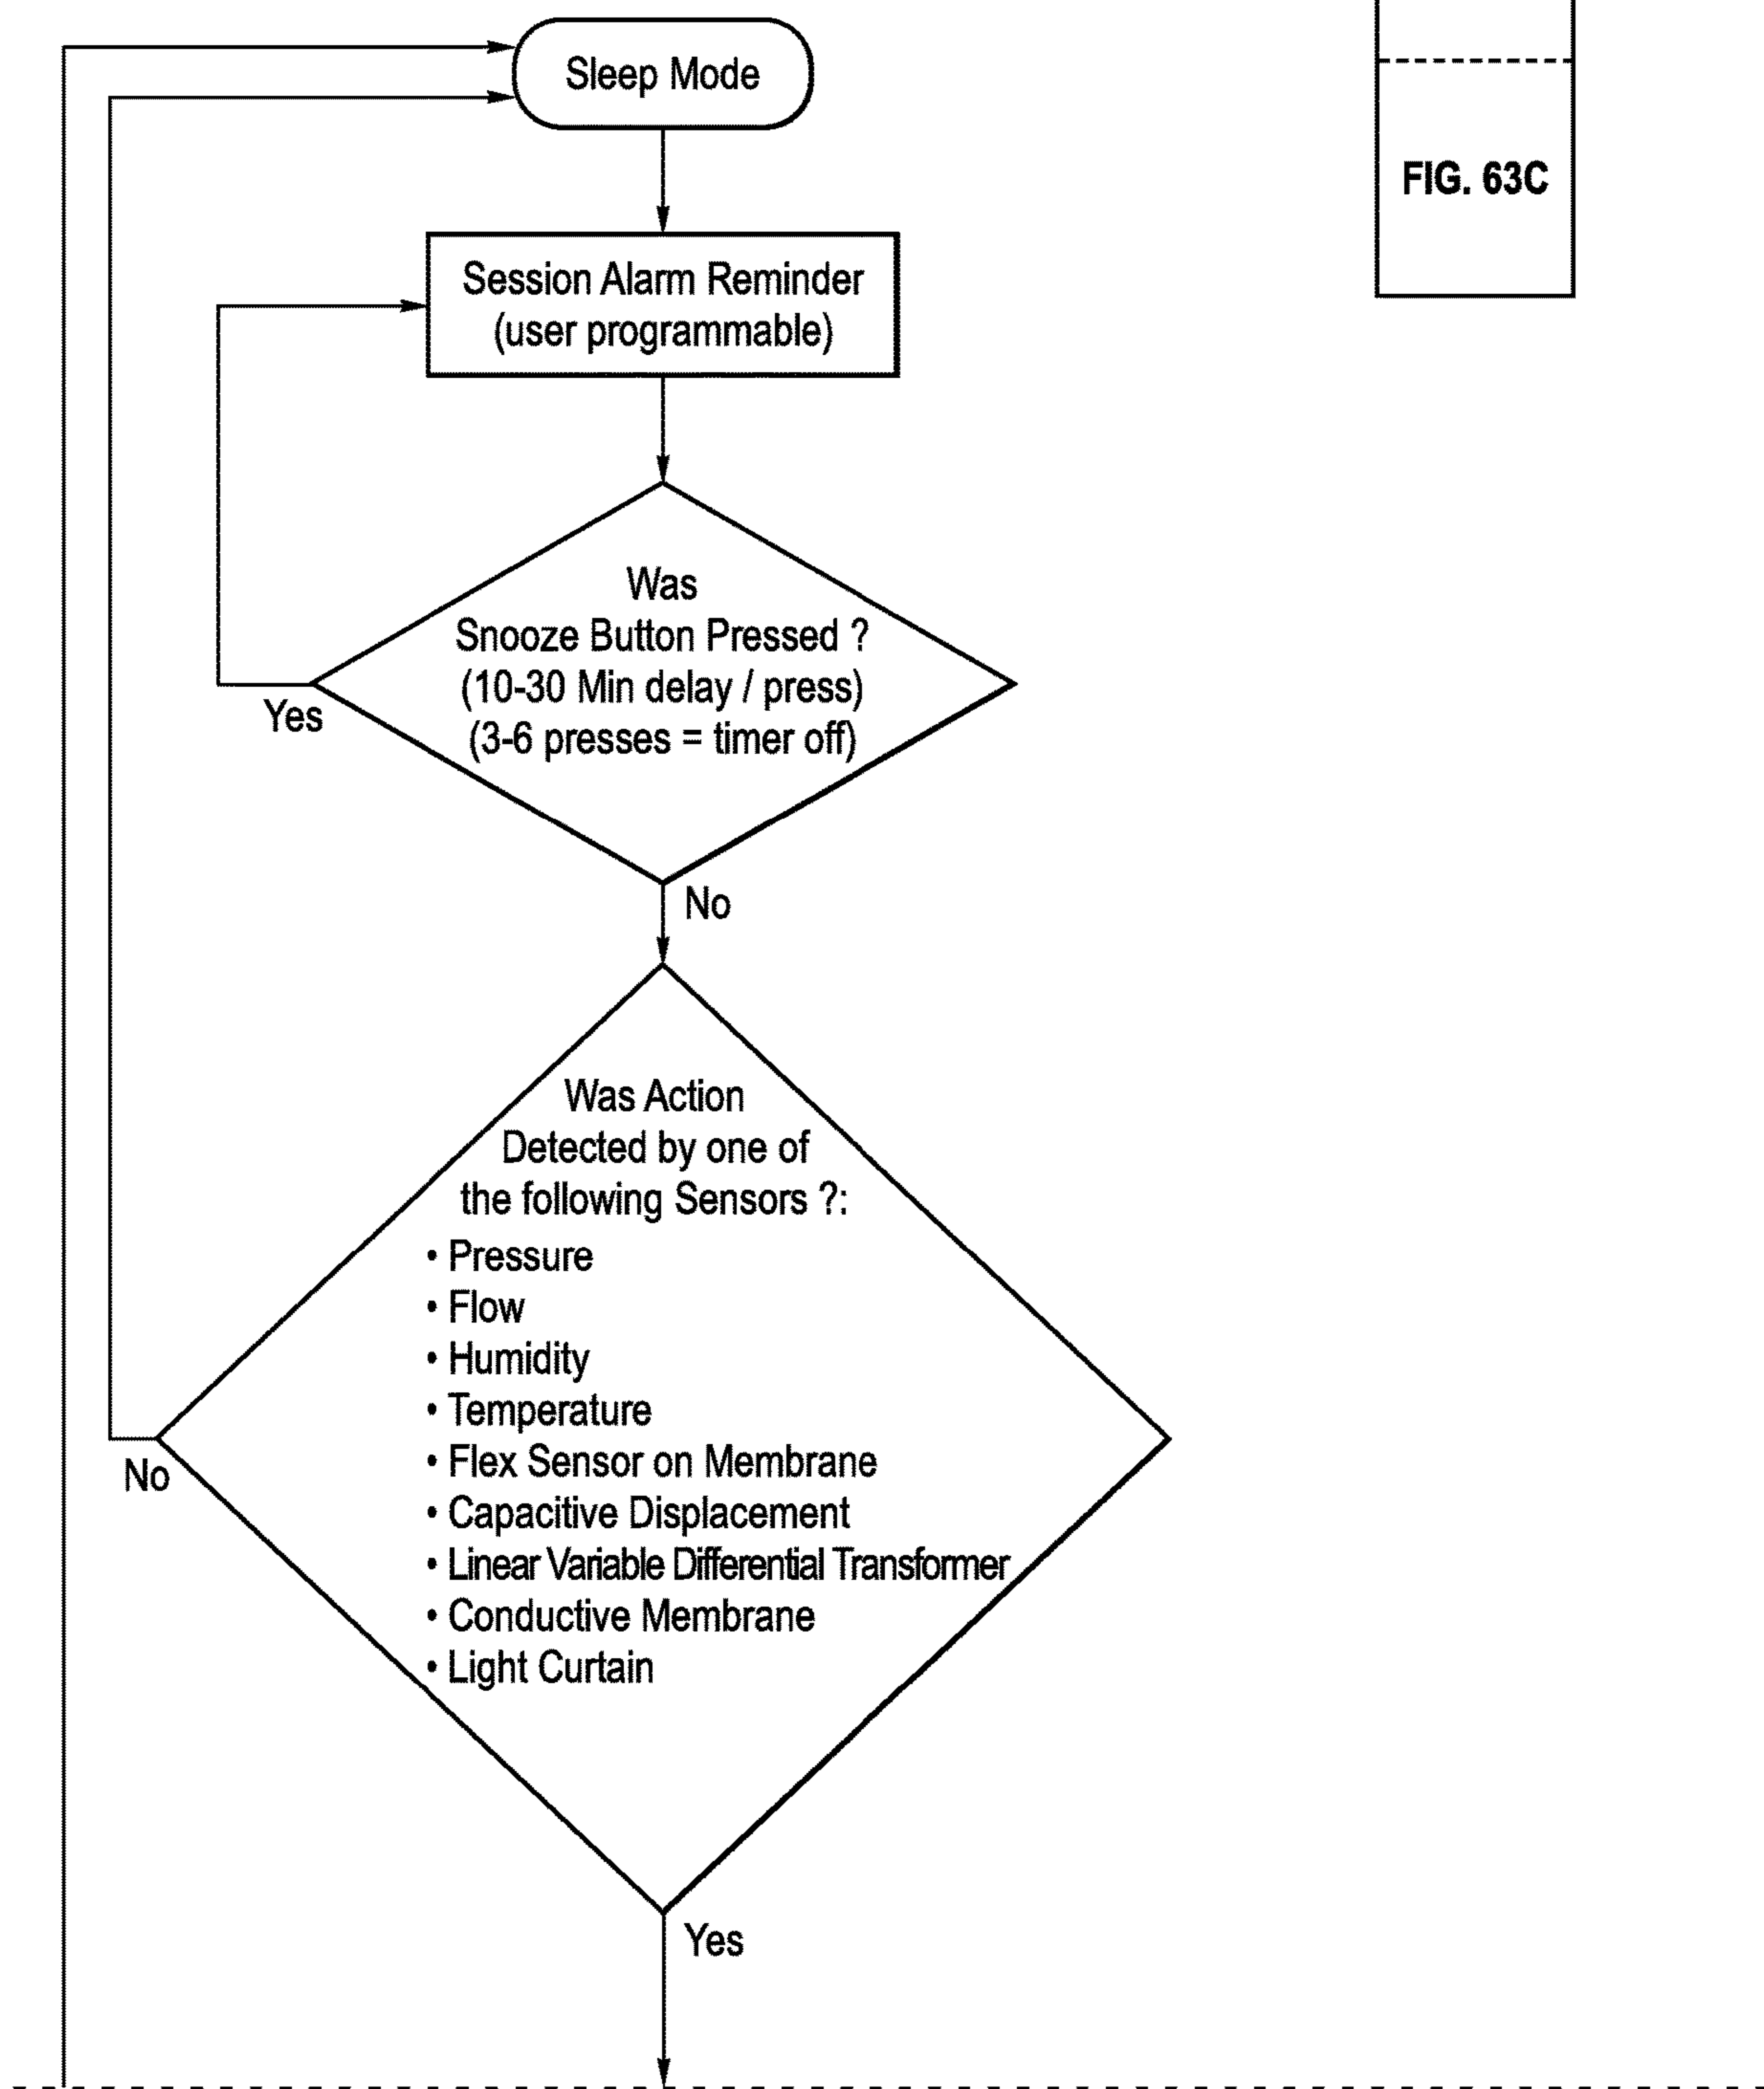 Sleep Mode
FIG. 63C
Session Alarm Reminder
(user programmable)
Was
Snooze Button Pressed ?
(10-30 Min delay / press)
(3-6 presses = timer off)
Yes
No
Was Action
Detected by one of
the following Sensors ?:
• Pressure
• Flow
• Humidity
• Temperature
• Flex Sensor on Membrane
• Capacitive Displacement
• Linear Variable Differential Transformer
• Conductive Membrane
• Light Curtain
No
Yes